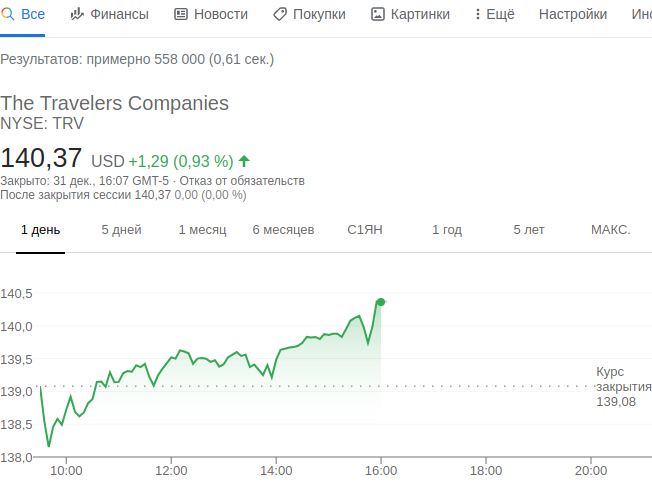 Все Финансы Новости Покупки Картинки Ещё Настройки Инс
Результатов: примерно 558 000 (0,61 сек.)
The Travelers Companies
NYSE: TRV
140,37 USD +1,29 (0,93 %)
Закрыто: 31 дек., 16:07 GMT-5 · Отказ от обязательств
После закрытия сессии 140,37 0,00 (0,00 %)
1 день 5 дней 1 месяц 6 месяцев С1ЯН 1 год 5 лет МАКС.
140,5
140,0
139,5
139,0
138,5
138,0
Курс
закрытия
139,08
10:00 12:00 14:00 16:00 18:00 20:00